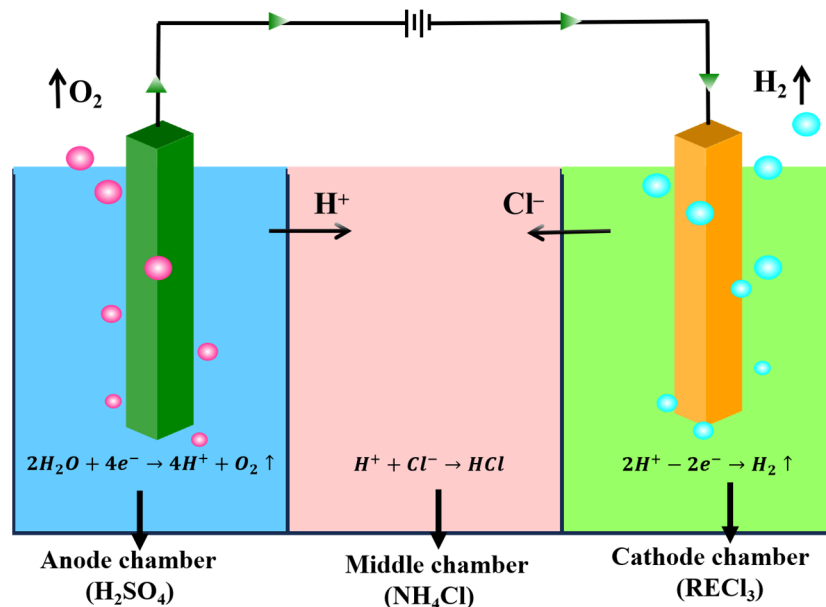 ↑O₂
H₂↑
H⁺
Cl⁻
2H₂O + 4e⁻ → 4H⁺ + O₂ ↑
H⁺ + Cl⁻ → HCl
2H⁺ − 2e⁻ → H₂ ↑
Anode chamber
(H₂SO₄)
Middle chamber
(NH₄Cl)
Cathode chamber
(RECl₃)